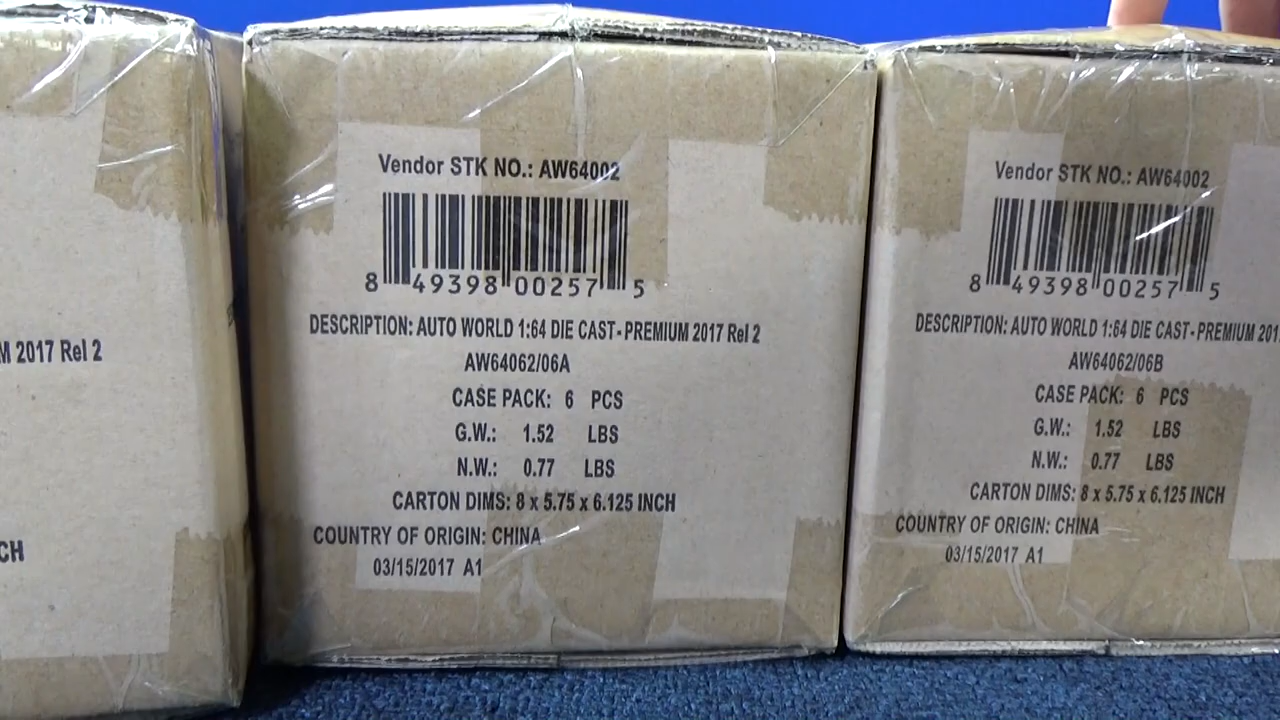 M 2017 Rel 2
CH
Vendor STK NO.: AW64002
8 49398 00257 5
DESCRIPTION: AUTO WORLD 1:64 DIE CAST - PREMIUM 2017 Rel 2
AW64062/06A
CASE PACK: 6 PCS
G.W.: 1.52 LBS
N.W.: 0.77 LBS
CARTON DIMS: 8 x 5.75 x 6.125 INCH
COUNTRY OF ORIGIN: CHINA
03/15/2017 A1
Vendor STK NO.: AW64002
8 49398 00257 5
DESCRIPTION: AUTO WORLD 1:64 DIE CAST - PREMIUM 201
AW64062/06B
CASE PACK: 6 PCS
G.W.: 1.52 LBS
N.W.: 0.77 LBS
CARTON DIMS: 8 x 5.75 x 6.125 INCH
COUNTRY OF ORIGIN: CHINA
03/15/2017 A1